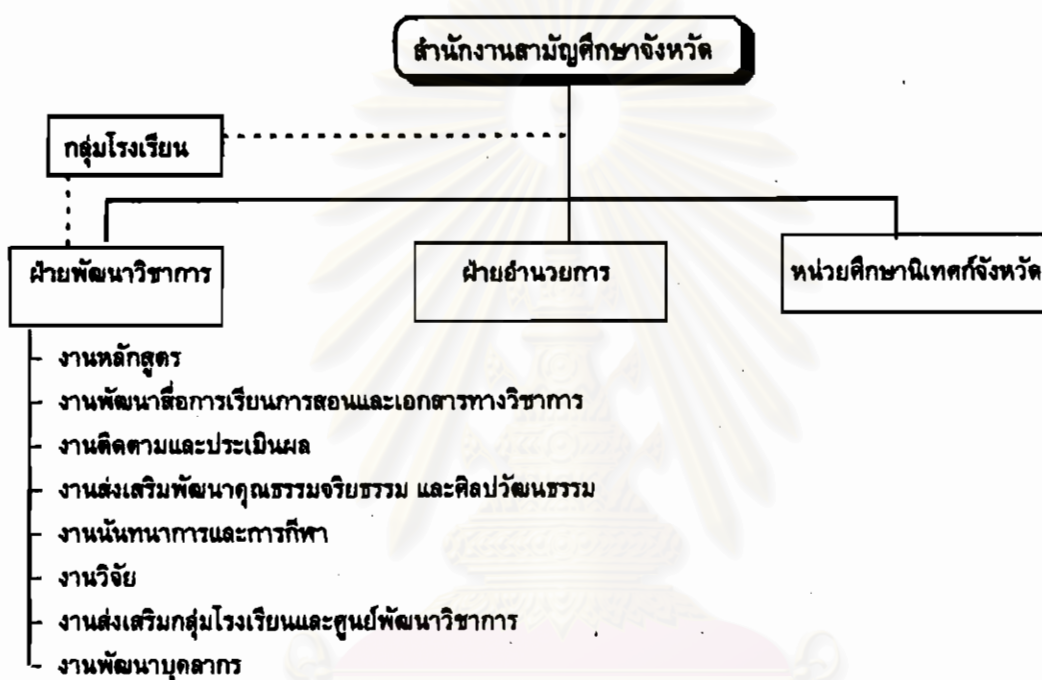 สำนักงานสามัญศึกษาจังหวัด
กลุ่มโรงเรียน
ฝ่ายพัฒนาวิชาการ
ฝ่ายอำนวยการ
หน่วยศึกษานิเทศก์จังหวัด
- งานหลักสูตร
- งานพัฒนาสื่อการเรียนการสอนและเอกสารทางวิชาการ
- งานติดตามและประเมินผล
- งานส่งเสริมพัฒนาคุณธรรมจริยธรรม และศิลปวัฒนธรรม
- งานนันทนาการและการกีฬา
- งานวิจัย
- งานส่งเสริมกลุ่มโรงเรียนและศูนย์พัฒนาวิชาการ
- งานพัฒนาบุคลากร